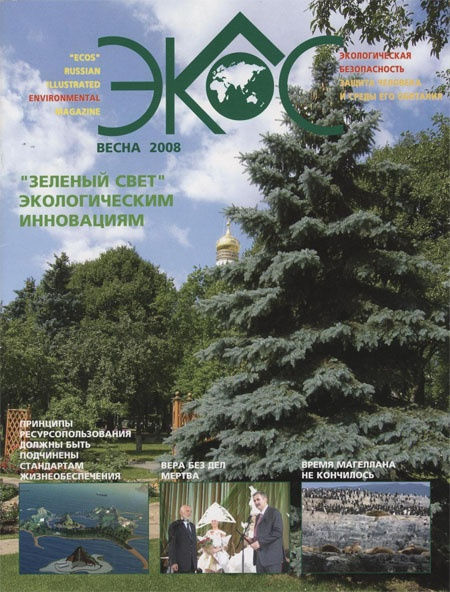 "ECOS"
RUSSIAN
ILLUSTRATED
ENVIRONMENTAL
MAGAZINE
ЭКОС
ЭКОЛОГИЧЕСКАЯ
БЕЗОПАСНОСТЬ
ЗАЩИТА ЧЕЛОВЕКА
И СРЕДЫ ЕГО ОБИТАНИЯ
ВЕСНА 2008
"ЗЕЛЕНЫЙ СВЕТ"
ЭКОЛОГИЧЕСКИМ
ИННОВАЦИЯМ
ПРИНЦИПЫ
РЕСУРСОПОЛЬЗОВАНИЯ
ДОЛЖНЫ БЫТЬ
ПОДЧИНЕНЫ
СТАНДАРТАМ
ЖИЗНЕОБЕСПЕЧЕНИЯ
ВЕРА БЕЗ ДЕЛ
МЕРТВА
ВРЕМЯ МАГЕЛЛАНА
НЕ КОНЧИЛОСЬ